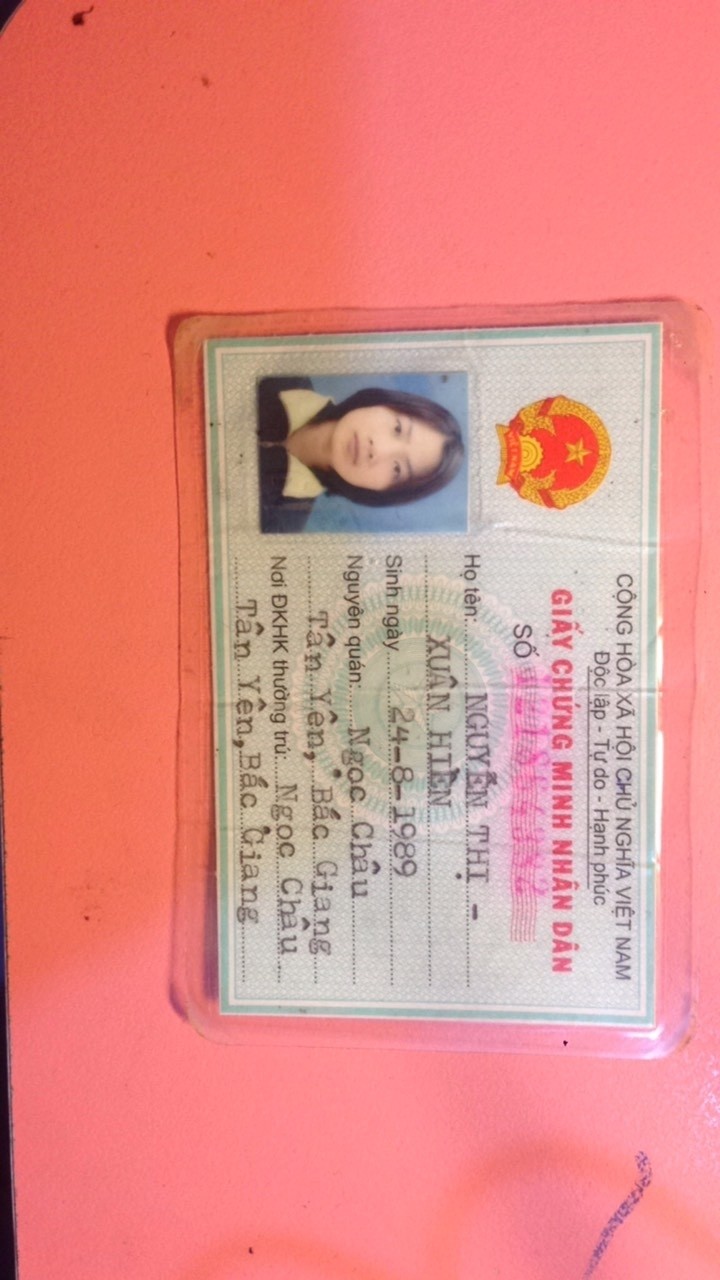 CỘNG HÒA XÃ HỘI CHỦ NGHĨA VIỆT NAM
Độc lập - Tự do - Hạnh phúc
GIẤY CHỨNG MINH NHÂN DÂN
SỐ
Họ tên: NGUYỄN THỊ -
XUÂN HIỀN
Sinh ngày 24-8-1989
Nguyên quán: Ngọc Châu
Tân Yên, Bắc Giang
Nơi ĐKHK thường trú: Ngọc Châu
Tân Yên, Bắc Giang